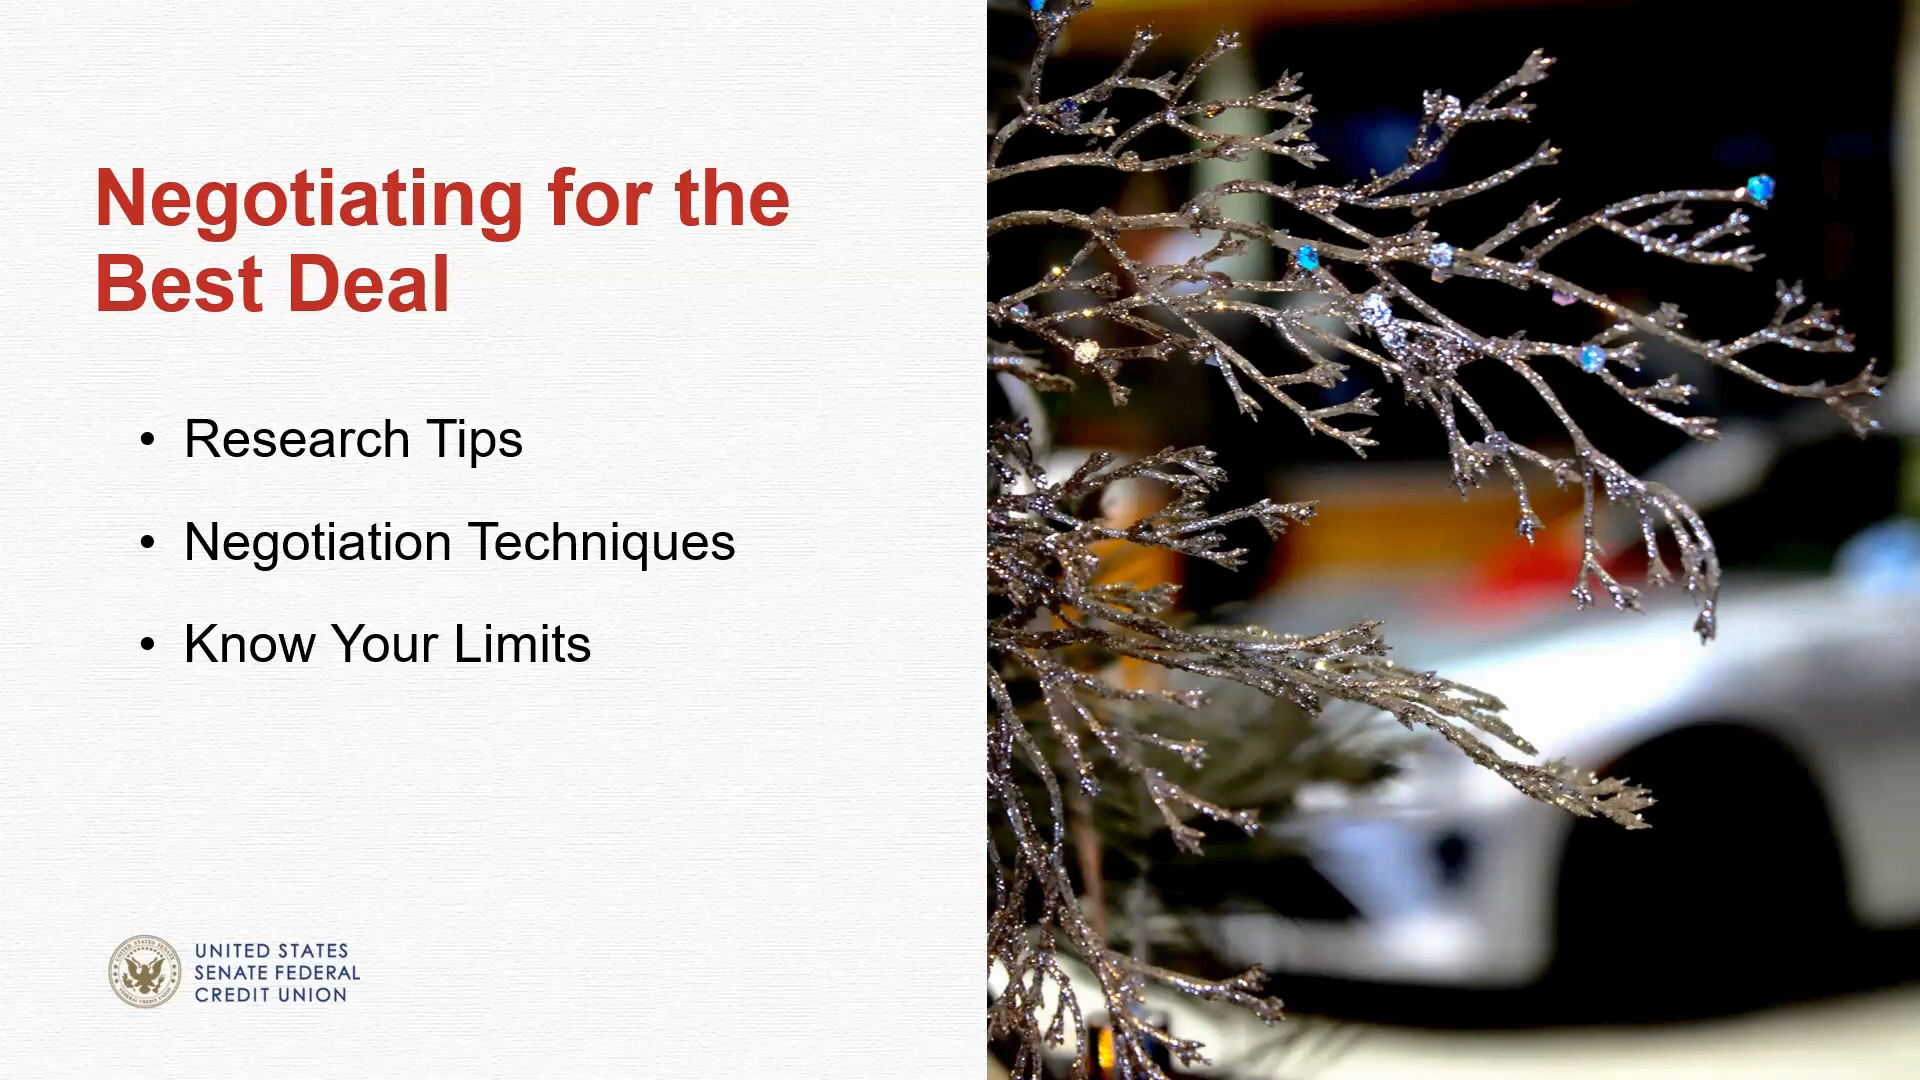 Negotiating for the
Best Deal
• Research Tips
• Negotiation Techniques
• Know Your Limits
UNITED STATES
SENATE FEDERAL
CREDIT UNION